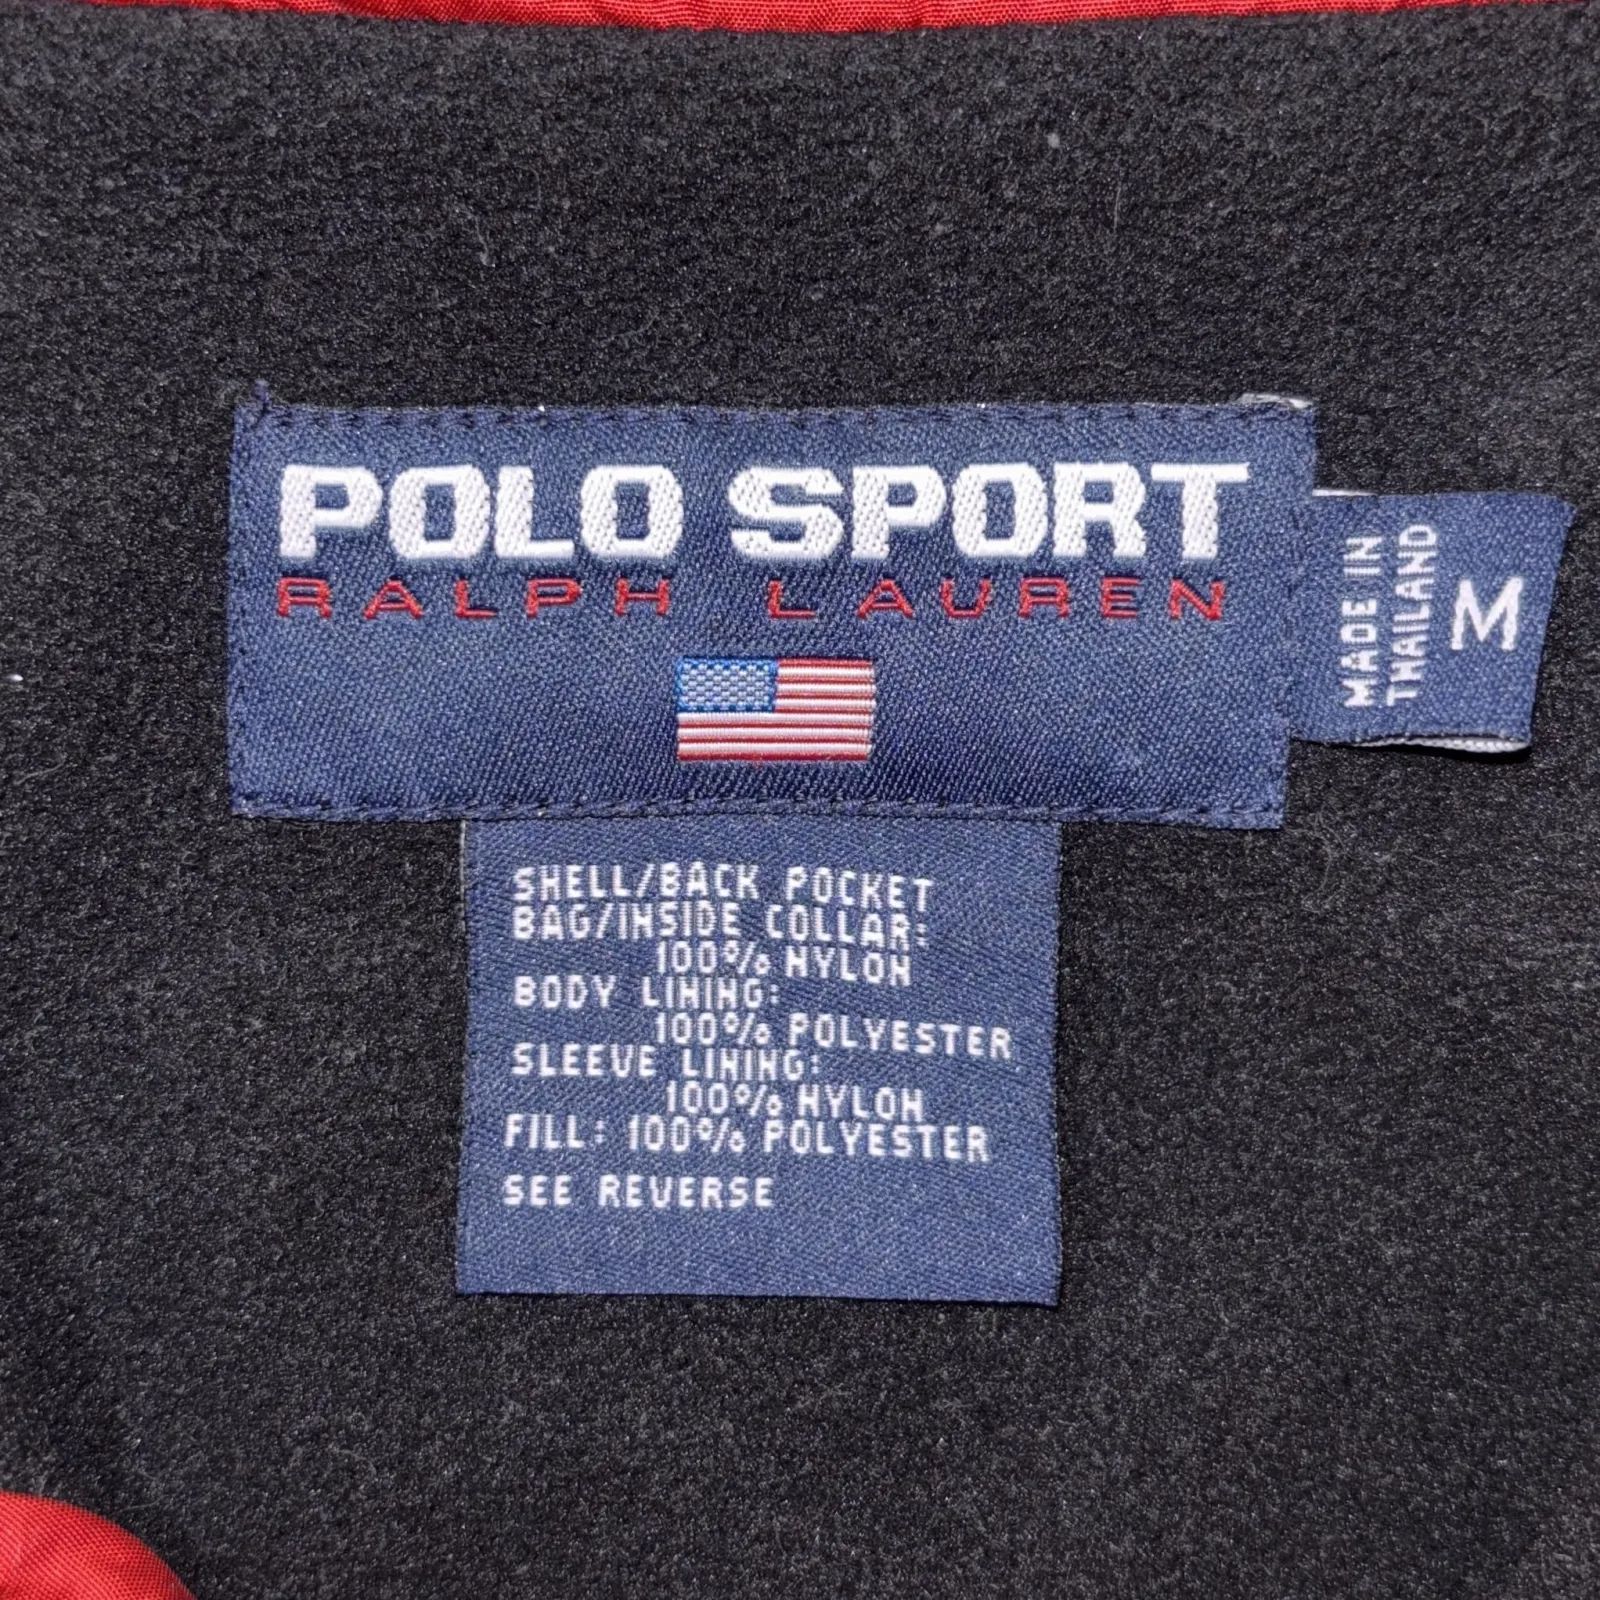 POLO SPORT
RALPH LAUREN
MADE IN
THAILAND
M
SHELL/BACK POCKET
BAG/INSIDE COLLAR:
100% NYLON
BODY LINING:
100% POLYESTER
SLEEVE LINING:
100% NYLON
FILL: 100% POLYESTER
SEE REVERSE